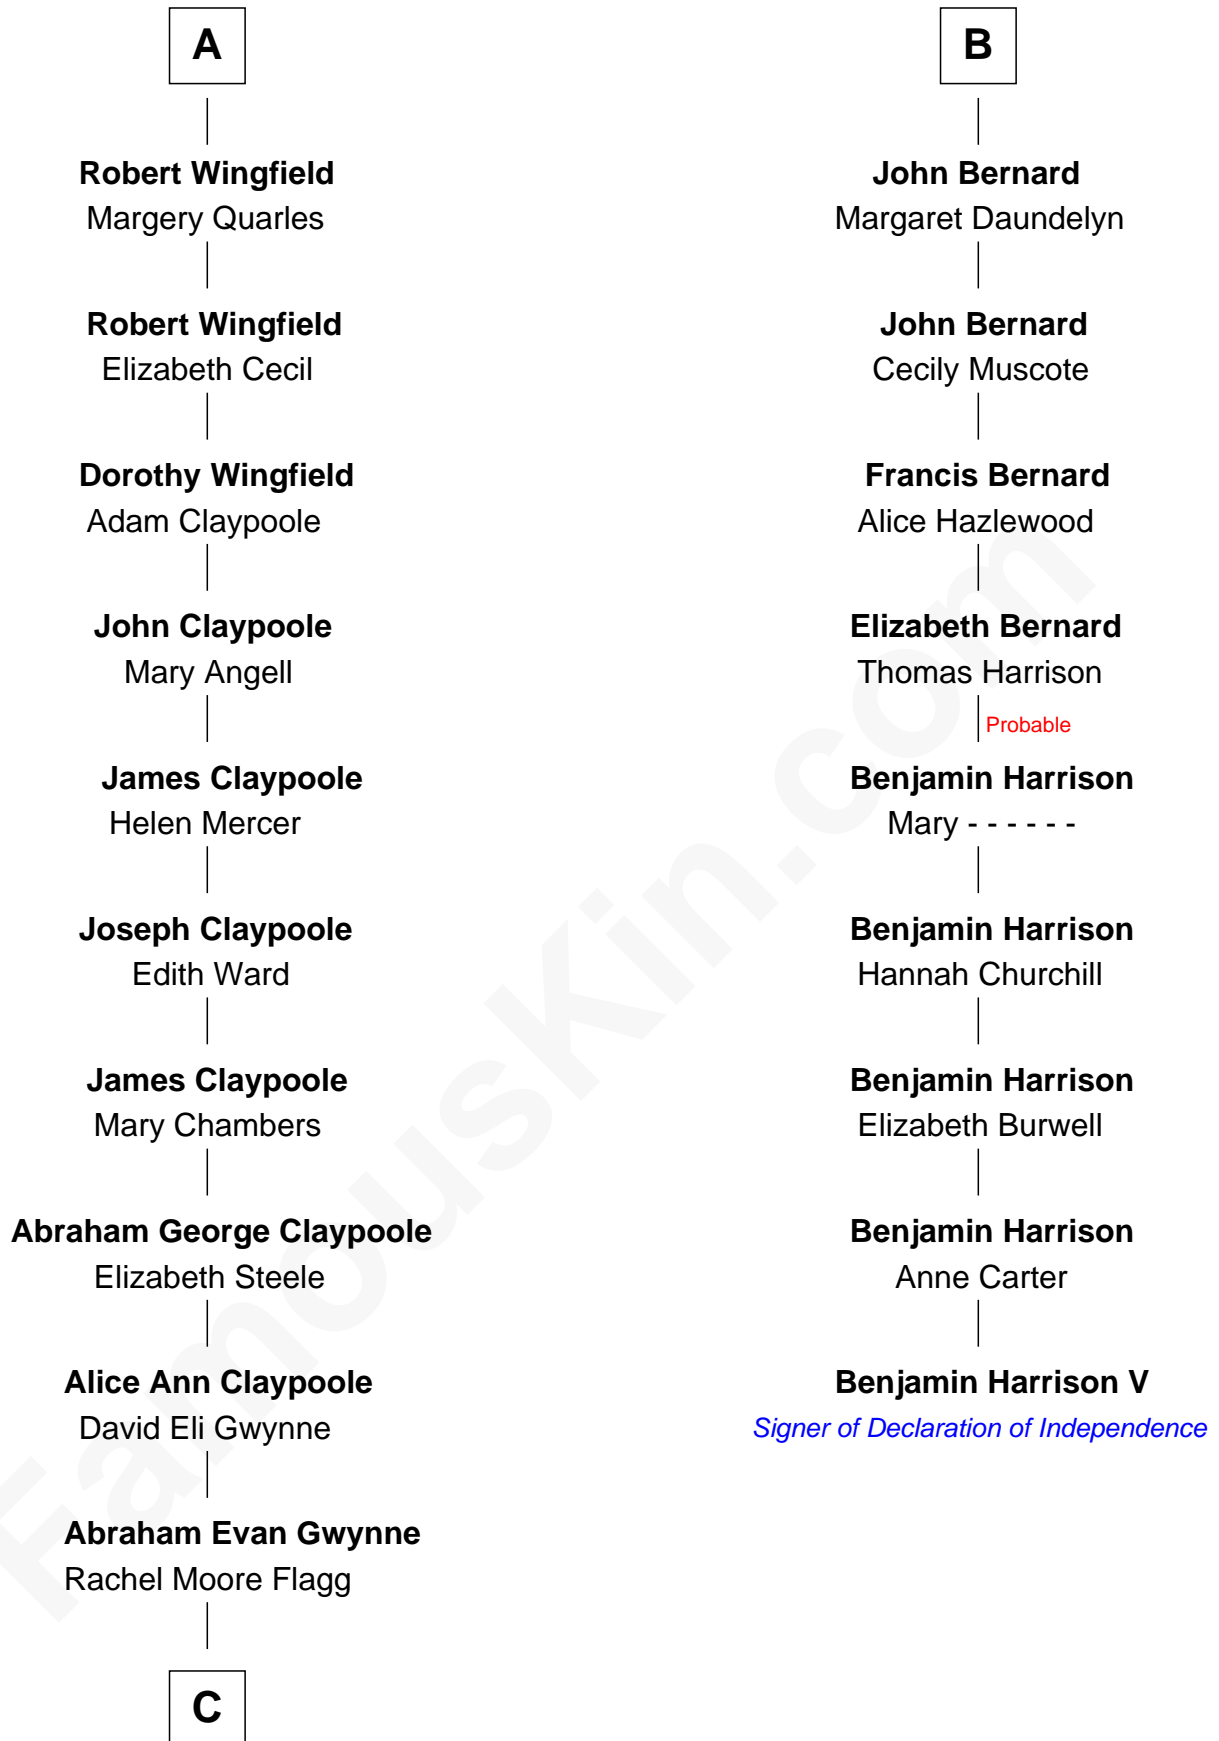 A
Robert Wingfield
Margery Quarles
Robert Wingfield
Elizabeth Cecil
Dorothy Wingfield
Adam Claypoole
John Claypoole
Mary Angell
James Claypoole
Helen Mercer
Joseph Claypoole
Edith Ward
James Claypoole
Mary Chambers
Abraham George Claypoole
Elizabeth Steele
Alice Ann Claypoole
David Eli Gwynne
Abraham Evan Gwynne
Rachel Moore Flagg
C
B
John Bernard
Margaret Daundelyn
John Bernard
Cecily Muscote
Francis Bernard
Alice Hazlewood
Elizabeth Bernard
Thomas Harrison
Probable
Benjamin Harrison
Mary - - - - - -
Benjamin Harrison
Hannah Churchill
Benjamin Harrison
Elizabeth Burwell
Benjamin Harrison
Anne Carter
Benjamin Harrison V
Signer of Declaration of Independence
FamousKin.com